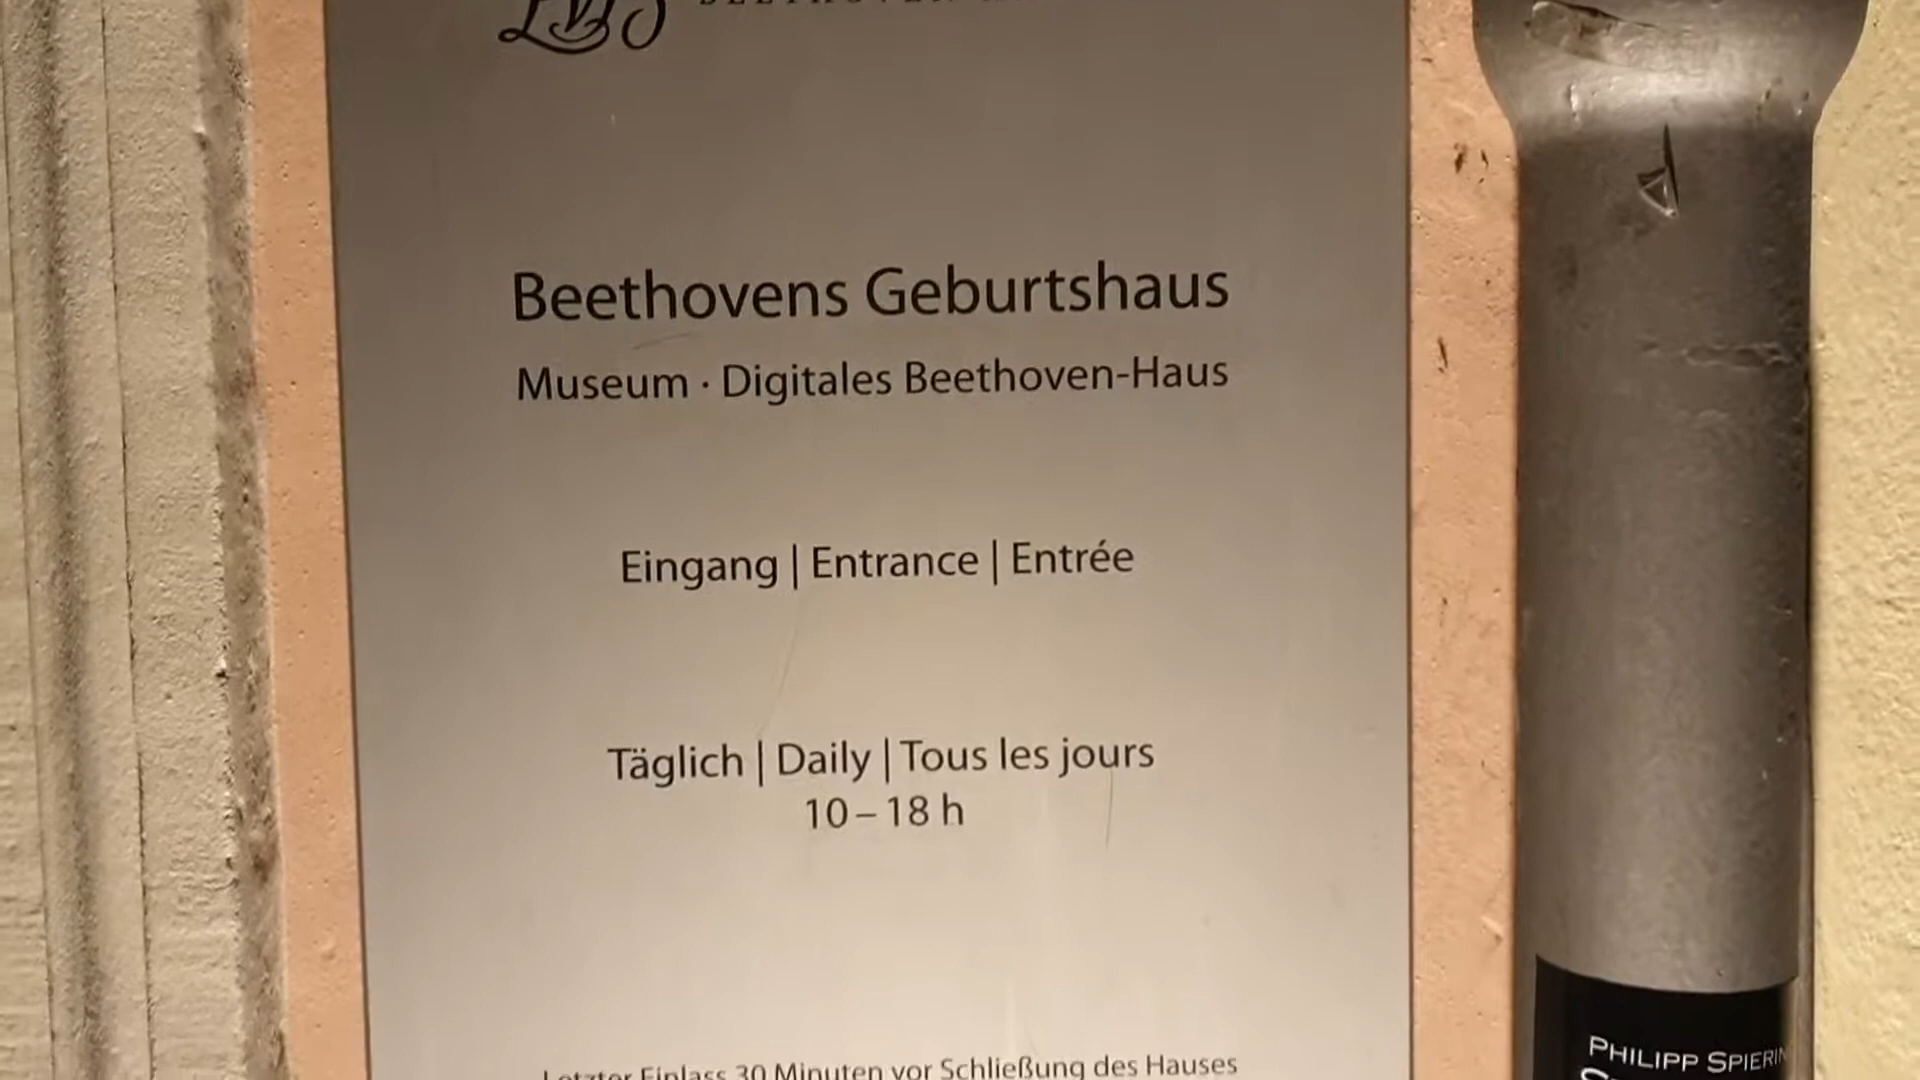 Beethovens Geburtshaus
Museum · Digitales Beethoven-Haus
Eingang | Entrance | Entrée
Täglich | Daily | Tous les jours
10 – 18 h
Letzter Einlass 30 Minuten vor Schließung des Hauses
PHILIPP